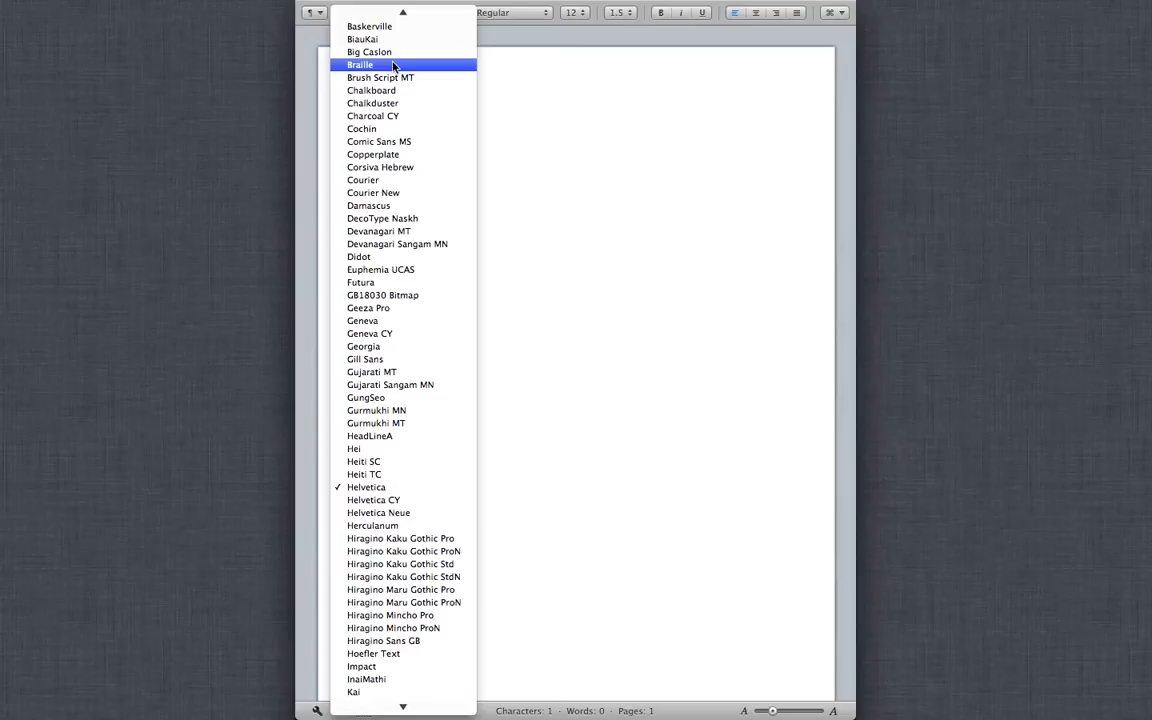 ¶ Regular 12 1.5 B i U ⌘
Baskerville
BiauKai
Big Caslon
Braille
Brush Script MT
Chalkboard
Chalkduster
Charcoal CY
Cochin
Comic Sans MS
Copperplate
Corsiva Hebrew
Courier
Courier New
Damascus
DecoType Naskh
Devanagari MT
Devanagari Sangam MN
Didot
Euphemia UCAS
Futura
GB18030 Bitmap
Geeza Pro
Geneva
Geneva CY
Georgia
Gill Sans
Gujarati MT
Gujarati Sangam MN
GungSeo
Gurmukhi MN
Gurmukhi MT
HeadLineA
Hei
Heiti SC
Heiti TC
✓ Helvetica
Helvetica CY
Helvetica Neue
Herculanum
Hiragino Kaku Gothic Pro
Hiragino Kaku Gothic ProN
Hiragino Kaku Gothic Std
Hiragino Kaku Gothic StdN
Hiragino Maru Gothic Pro
Hiragino Maru Gothic ProN
Hiragino Mincho Pro
Hiragino Mincho ProN
Hiragino Sans GB
Hoefler Text
Impact
InaiMathi
Kai
Characters: 1 · Words: 0 · Pages: 1 A A